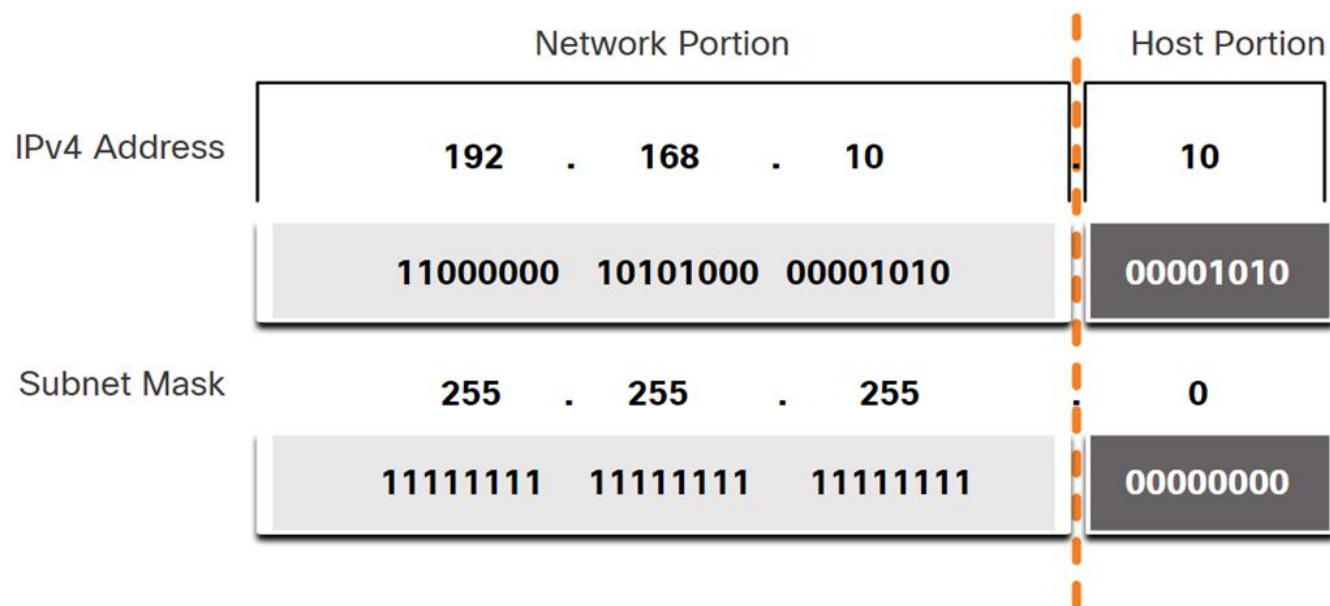 Network Portion Host Portion
IPv4 Address 192 . 168 . 10 . 10
11000000 10101000 00001010 00001010
Subnet Mask 255 . 255 . 255 . 0
11111111 11111111 11111111 00000000